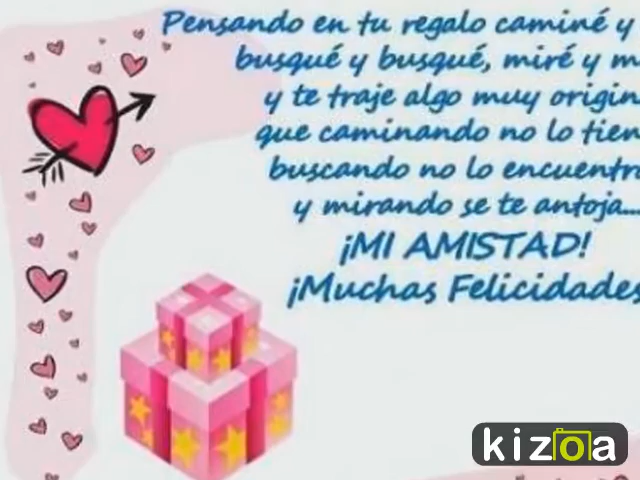 Pensando en tu regalo caminé y
busqué y busqué, miré y m
y te traje algo muy origin
que caminando no lo tien
buscando no lo encuentr
y mirando se te antoja...
¡MI AMISTAD!
¡Muchas Felicidades
kizoa